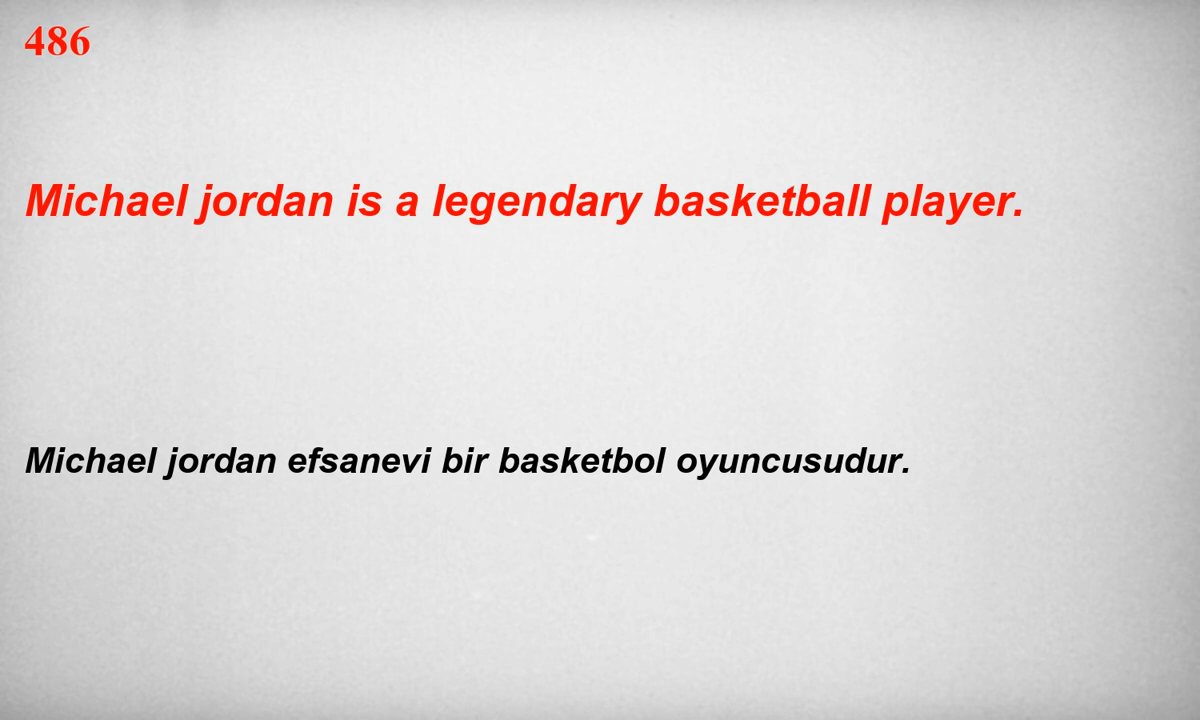 486
Michael jordan is a legendary basketball player.
Michael jordan efsanevi bir basketbol oyuncusudur.